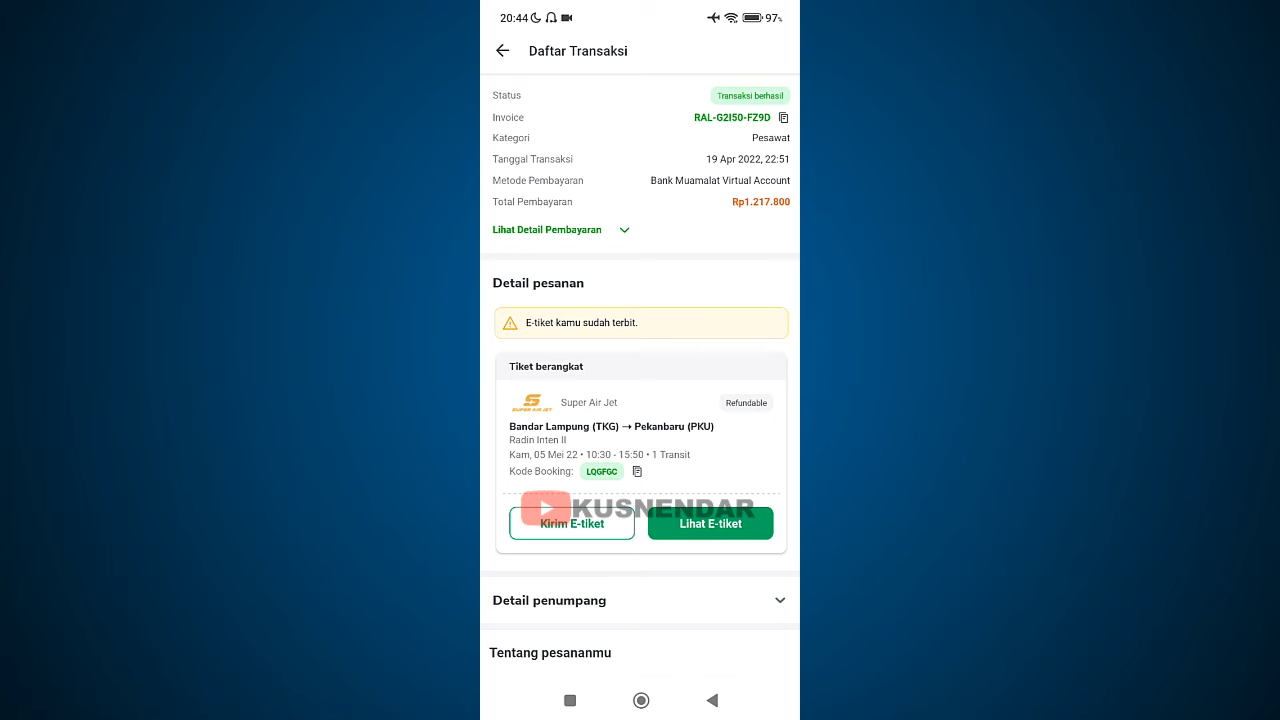 20:44 97%
Daftar Transaksi
Status Transaksi berhasil
Invoice RAL-G2I50-FZ9D
Kategori Pesawat
Tanggal Transaksi 19 Apr 2022, 22:51
Metode Pembayaran Bank Muamalat Virtual Account
Total Pembayaran Rp1.217.800
Lihat Detail Pembayaran
Detail pesanan
E-tiket kamu sudah terbit.
Tiket berangkat
SUPER AIR JET Super Air Jet Refundable
Bandar Lampung (TKG) → Pekanbaru (PKU)
Radin Inten II
Kam, 05 Mei 22 • 10:30 - 15:50 • 1 Transit
Kode Booking: LQGFGC
KUSNENDAR
Kirim E-tiket Lihat E-tiket
Detail penumpang
Tentang pesananmu